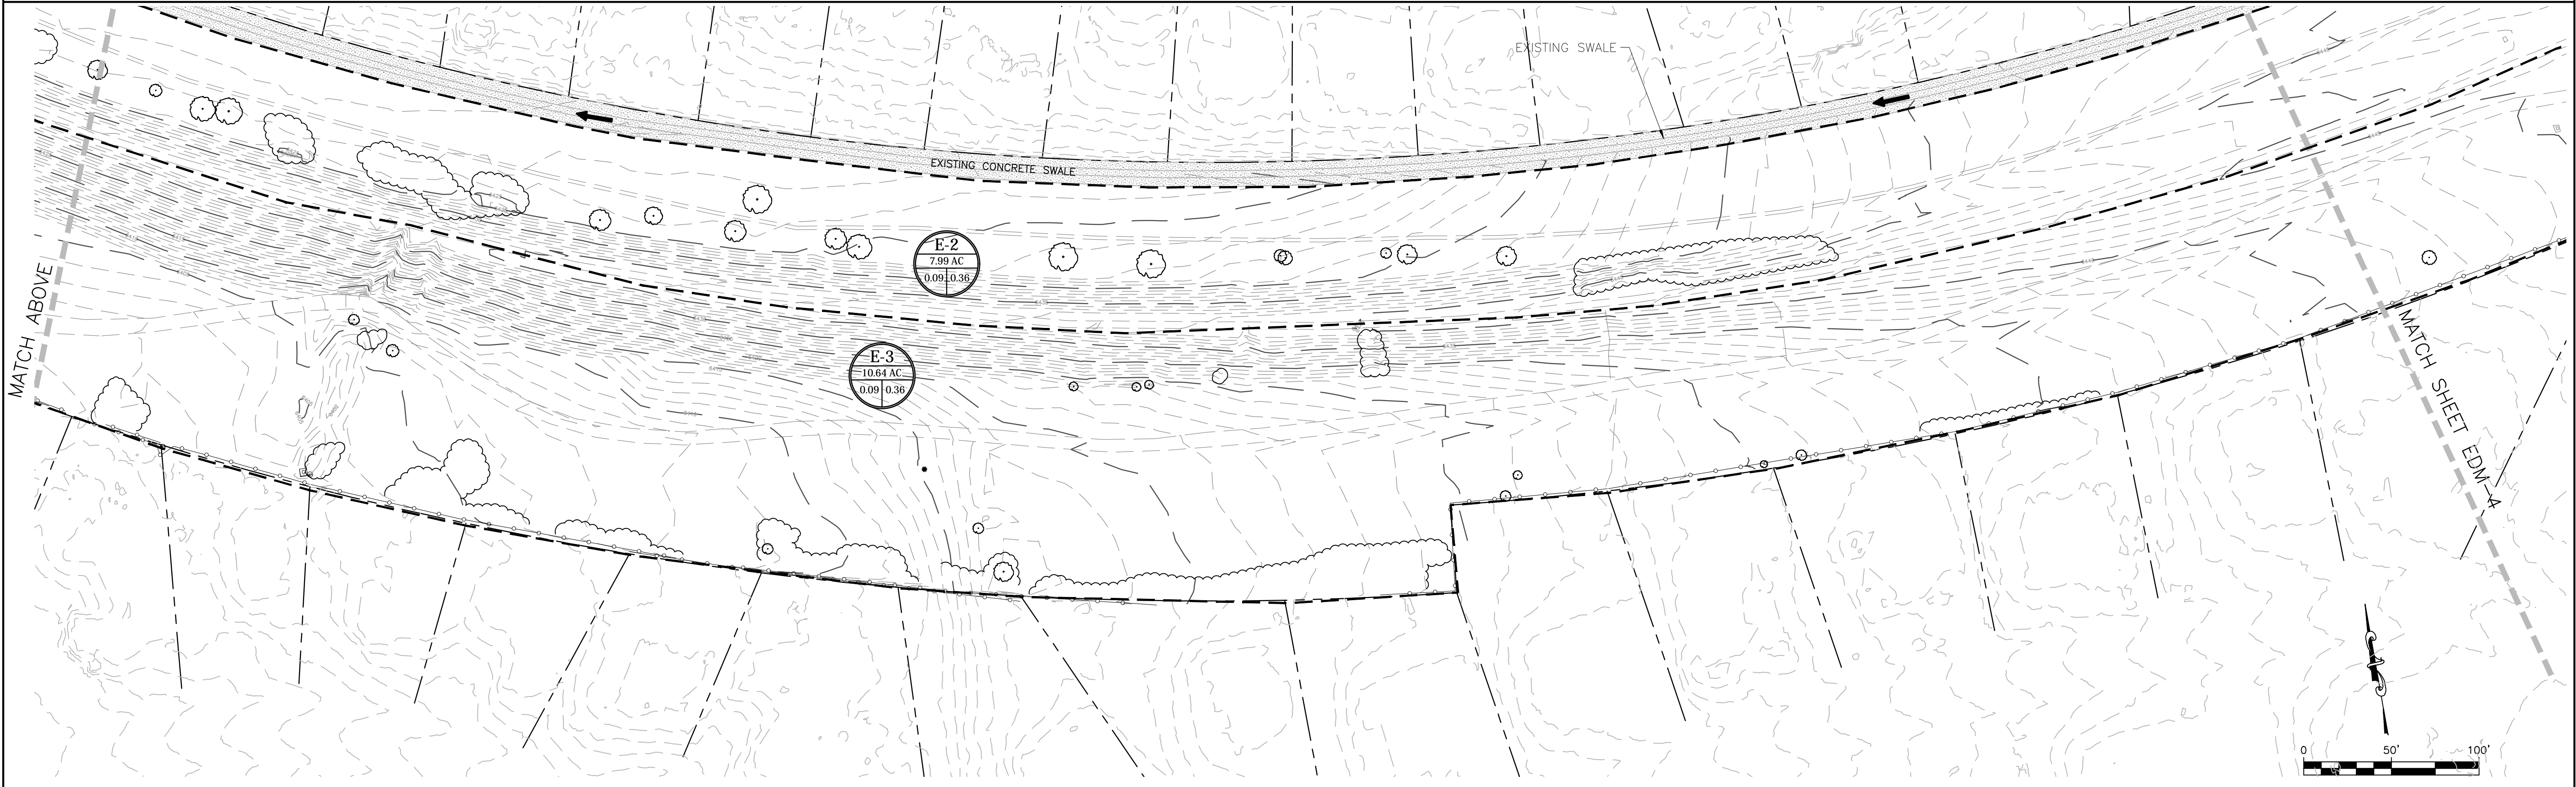 EXISTING SWALE
EXISTING CONCRETE SWALE
E-2
7.99 AC
0.09 0.36
E-3
10.64 AC
0.09 0.36
MATCH ABOVE
MATCH SHEET EDM-4
0 50' 100'